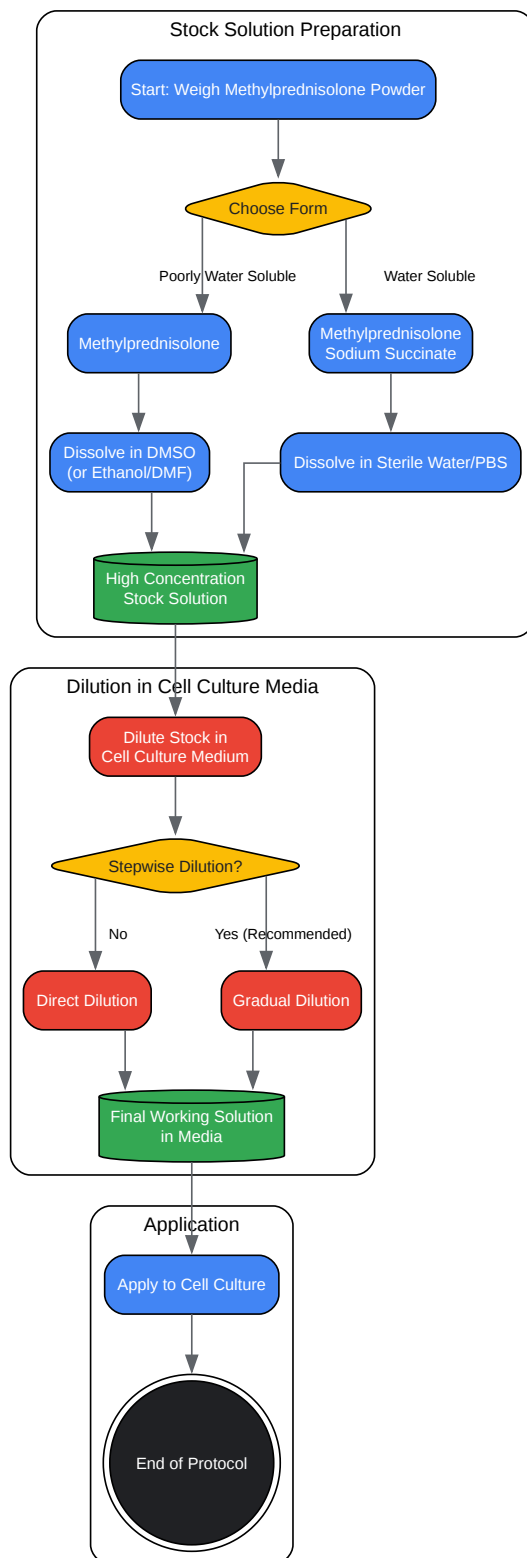 Stock Solution Preparation
Start: Weigh Methylprednisolone Powder
Choose Form
Poorly Water Soluble
Water Soluble
Methylprednisolone
Methylprednisolone
Sodium Succinate
Dissolve in DMSO
(or Ethanol/DMF)
Dissolve in Sterile Water/PBS
High Concentration
Stock Solution
Dilution in Cell Culture Media
Dilute Stock in
Cell Culture Medium
Stepwise Dilution?
No
Yes (Recommended)
Direct Dilution
Gradual Dilution
Final Working Solution
in Media
Application
Apply to Cell Culture
End of Protocol